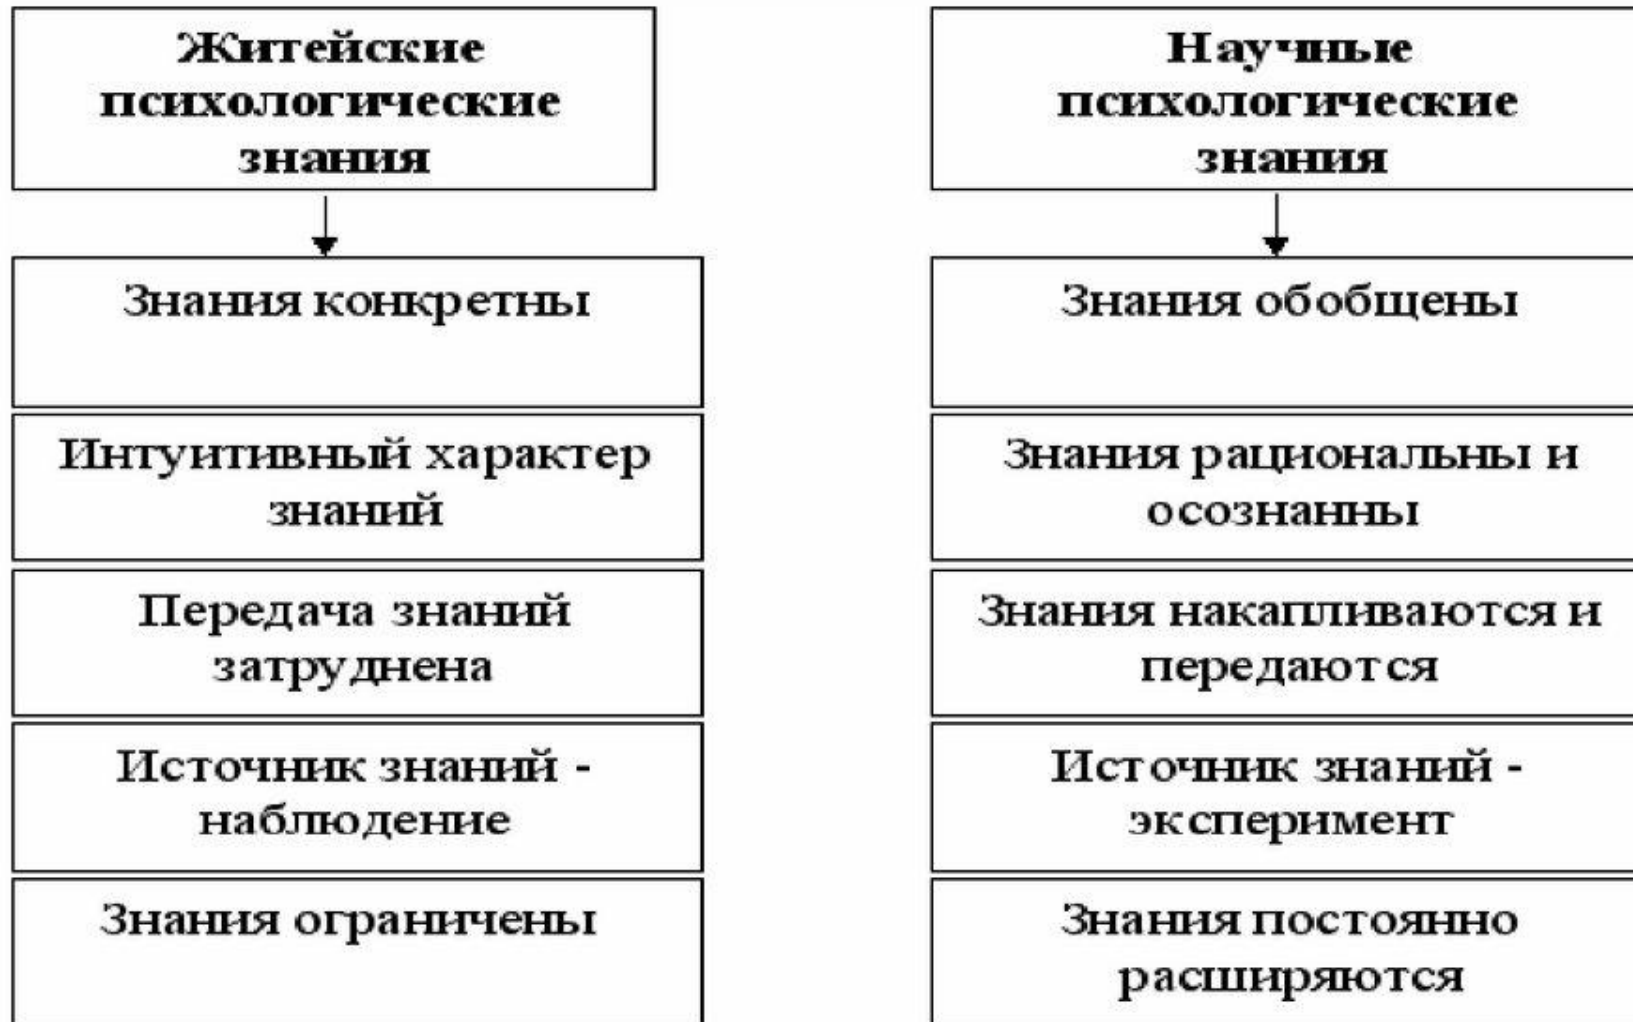 Житейские
психологические
знания
Знания конкретны
Интуитивный характер
знаний
Передача знаний
затруднена
Источник знаний -
наблюдение
Знания ограничены
Научные
психологические
знания
Знания обобщены
Знания рациональны и
осознанны
Знания накапливаются и
передаются
Источник знаний -
эксперимент
Знания постоянно
расширяются